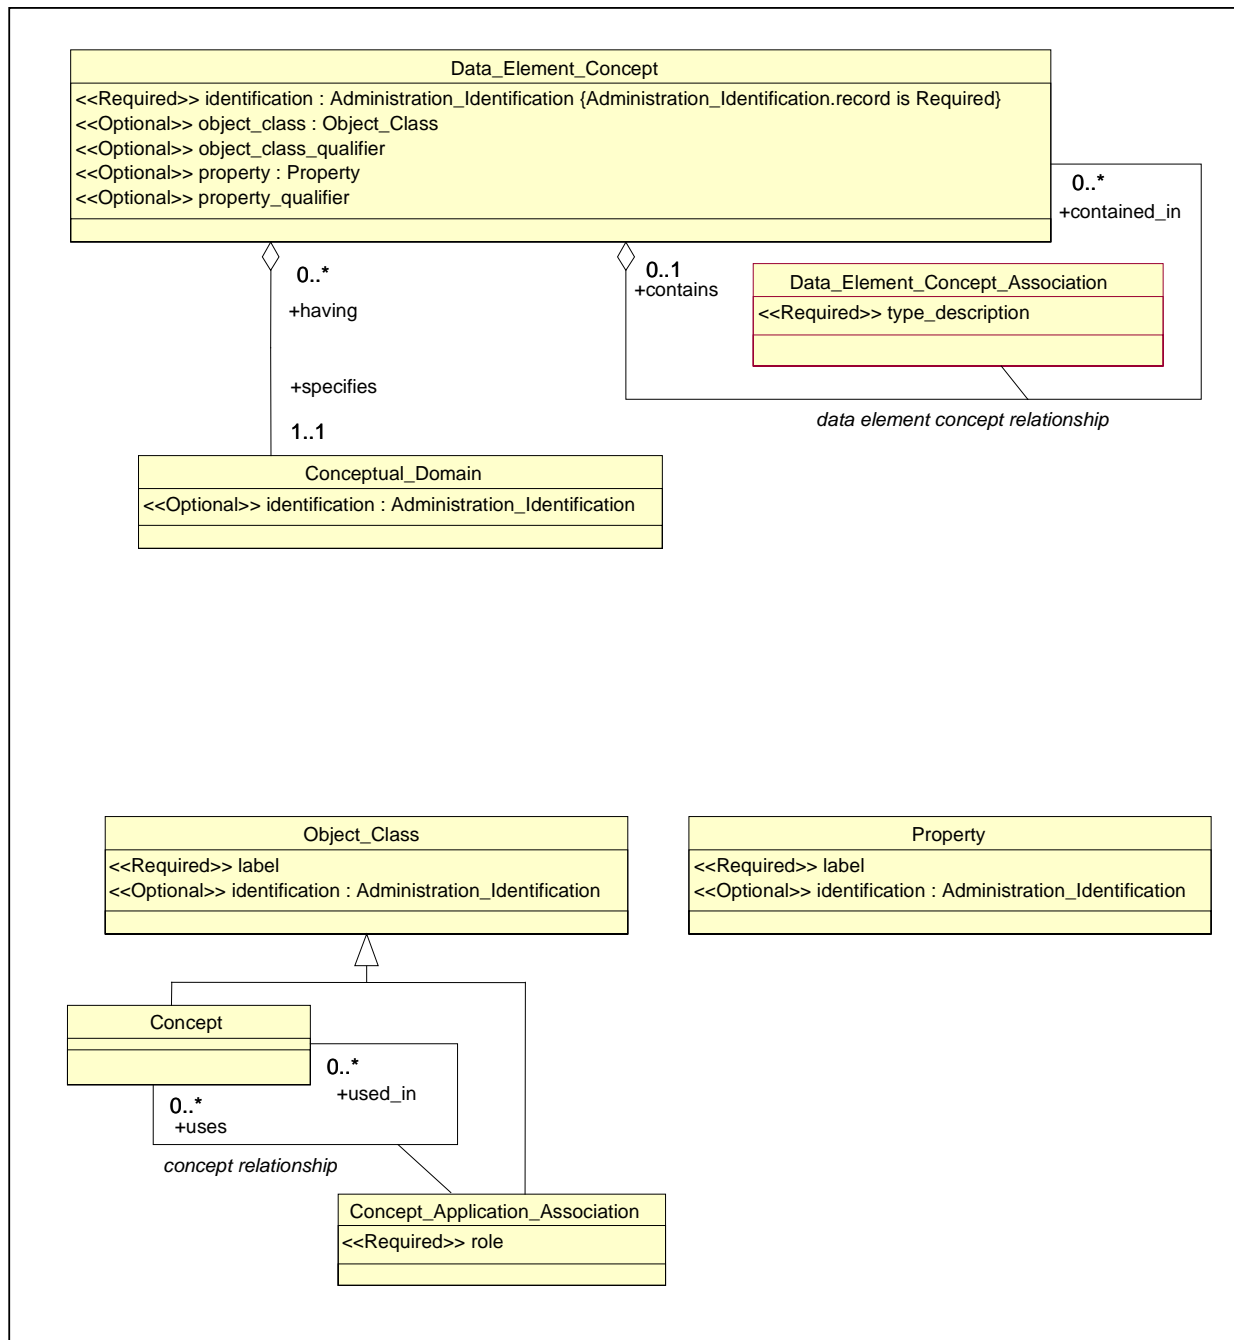 Data_Element_Concept
<<Required>> identification : Administration_Identification {Administration_Identification.record is Required}
<<Optional>> object_class : Object_Class
<<Optional>> object_class_qualifier
<<Optional>> property : Property
<<Optional>> property_qualifier
0..*
+contained_in
0..*
+having
0..1
+contains
Data_Element_Concept_Association
<<Required>> type_description
data element concept relationship
+specifies
1..1
Conceptual_Domain
<<Optional>> identification : Administration_Identification
Object_Class
<<Required>> label
<<Optional>> identification : Administration_Identification
Property
<<Required>> label
<<Optional>> identification : Administration_Identification
Concept
0..*
+used_in
0..*
+uses
concept relationship
Concept_Application_Association
<<Required>> role